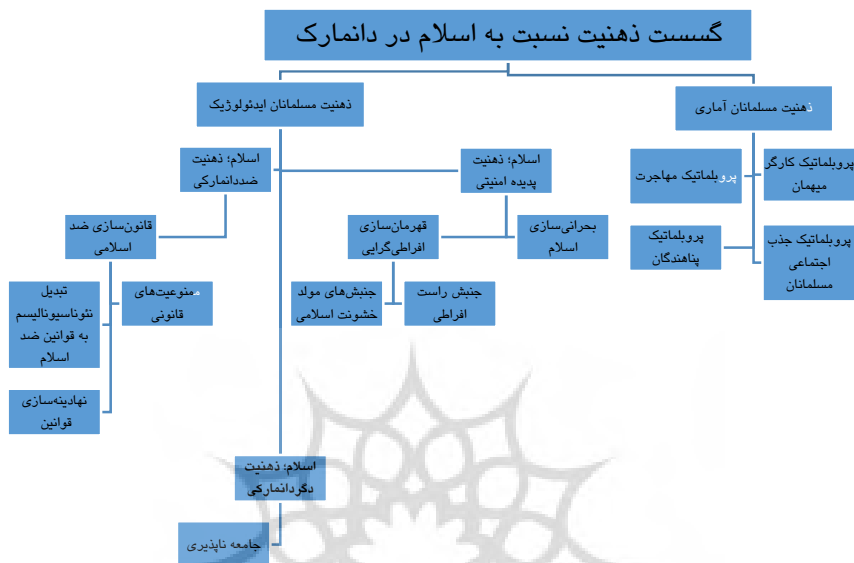 گسست ذهنیت نسبت به اسلام در دانمارک
ذهنیت مسلمانان آماری
ذهنیت مسلمانان ایدئولوژیک
پروبلماتیک کارگر
میهمان
پروبلماتیک مهاجرت
پروبلماتیک جذب
اجتماعی
مسلمانان
پروبلماتیک
پناهندگان
اسلام؛ ذهنیت
پدیده امنیتی
اسلام؛ ذهنیت
ضددانمارکی
بحرانی‌سازی
اسلام
قهرمان‌سازی
افراطی‌گرایی
جنبش راست
افراطی
جنبش‌های مولد
خشونت اسلامی
قانون‌سازی ضد
اسلامی
ممنوعیت‌های
قانونی
تبدیل
نئوناسیونالیسم
به قوانین ضد
اسلام
نهادینه‌سازی
قوانین
اسلام؛ ذهنیت
دگردانمارکی
جامعه ناپذیری